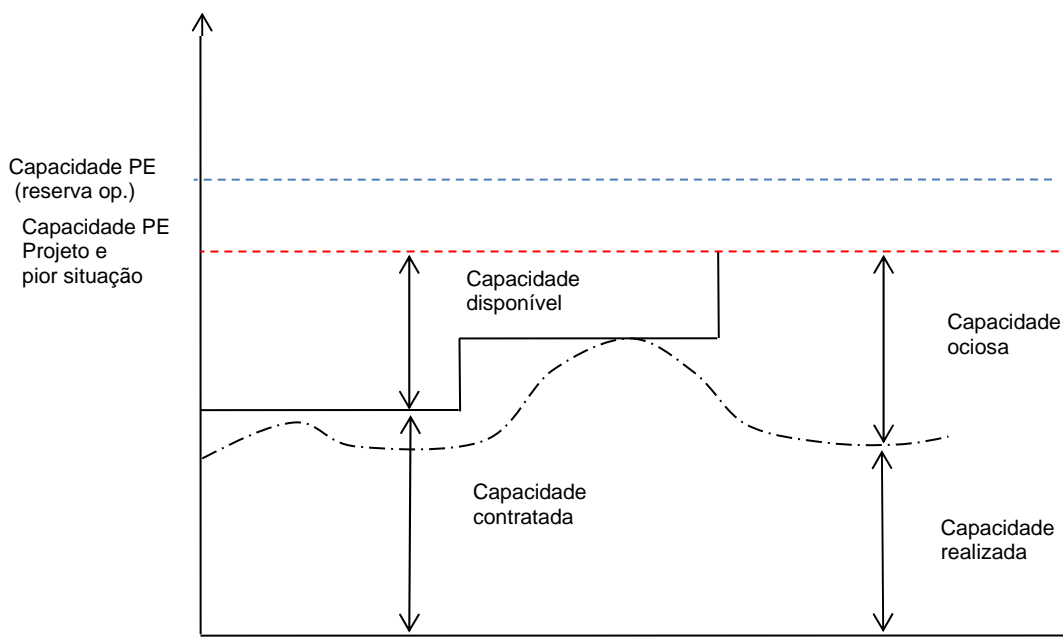 Capacidade PE
(reserva op.)
Capacidade PE
Projeto e
pior situação
Capacidade
disponível
Capacidade
ociosa
Capacidade
contratada
Capacidade
realizada